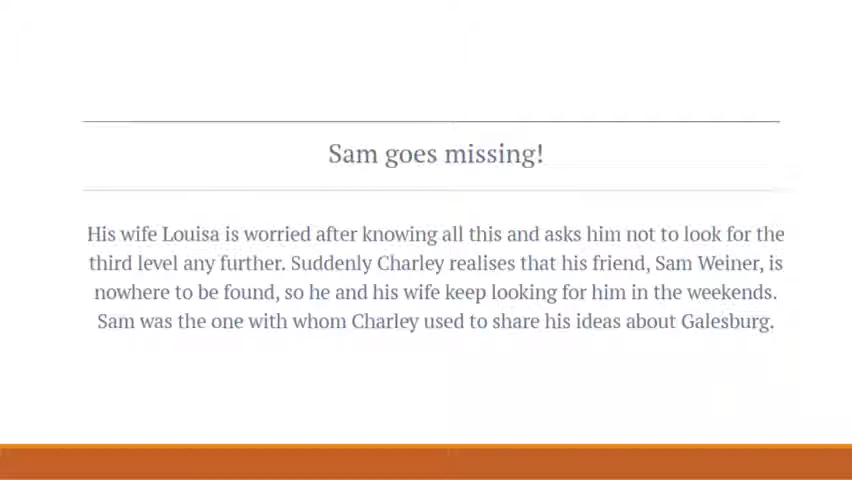 Sam goes missing!
His wife Louisa is worried after knowing all this and asks him not to look for the
third level any further. Suddenly Charley realises that his friend, Sam Weiner, is
nowhere to be found, so he and his wife keep looking for him in the weekends.
Sam was the one with whom Charley used to share his ideas about Galesburg.